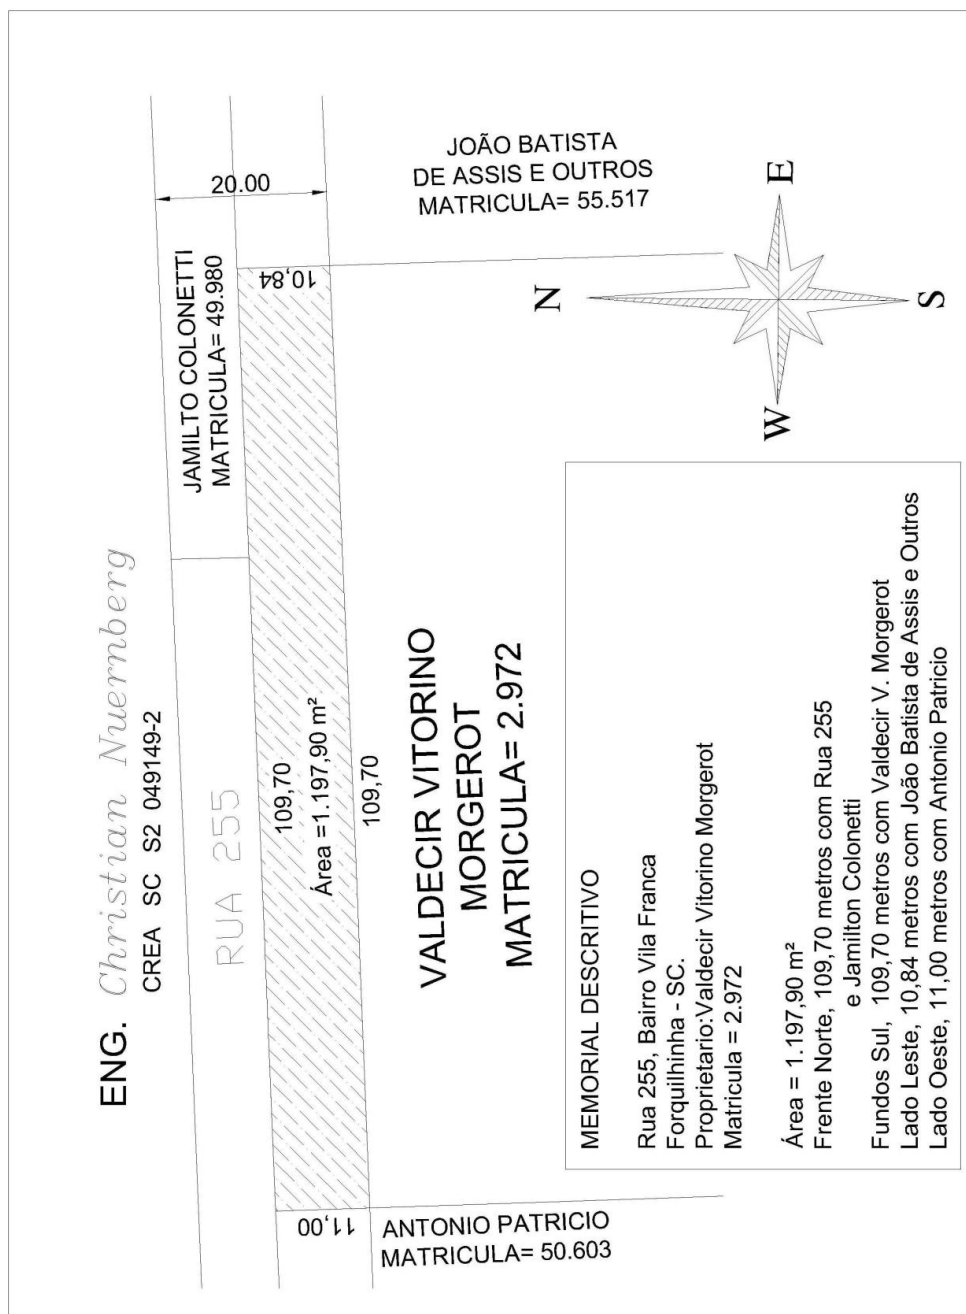 ENG. Christian Nuernberg
CREA SC S2 049149-2
RUA 255
JAMILTO COLONETTI
MATRICULA= 49.980
20.00
10,84
109,70
Área =1.197,90 m²
109,70
11,00
JOÃO BATISTA
DE ASSIS E OUTROS
MATRICULA= 55.517
VALDECIR VITORINO
MORGEROT
MATRICULA= 2.972
ANTONIO PATRICIO
MATRICULA= 50.603
N
E
S
W
MEMORIAL DESCRITIVO
Rua 255, Bairro Vila Franca
Forquilhinha - SC.
Proprietario:Valdecir Vitorino Morgerot
Matricula = 2.972
Área = 1.197,90 m²
Frente Norte, 109,70 metros com Rua 255
e Jamilton Colonetti
Fundos Sul, 109,70 metros com Valdecir V. Morgerot
Lado Leste, 10,84 metros com João Batista de Assis e Outros
Lado Oeste, 11,00 metros com Antonio Patricio